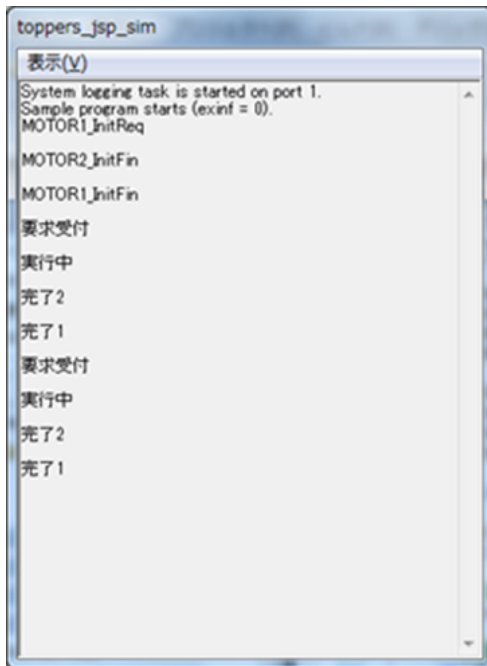 toppers_jsp_sim
表示(V)
System logging task is started on port 1.
Sample program starts (exinf = 0).
MOTOR1_InitReq
MOTOR2_InitFin
MOTOR1_InitFin
要求受付
実行中
完了2
完了1
要求受付
実行中
完了2
完了1